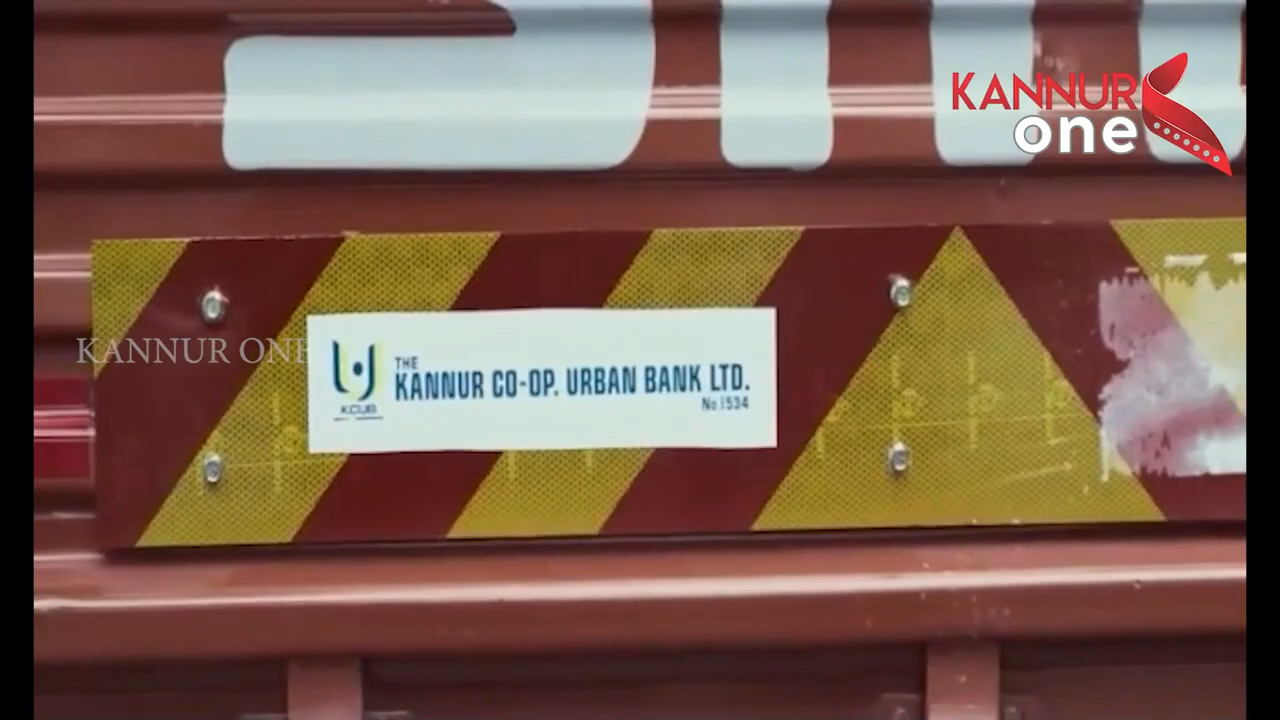 KANNUR
one
KANNUR ONE
THE
KANNUR CO-OP. URBAN BANK LTD.
No.1534
KCUB